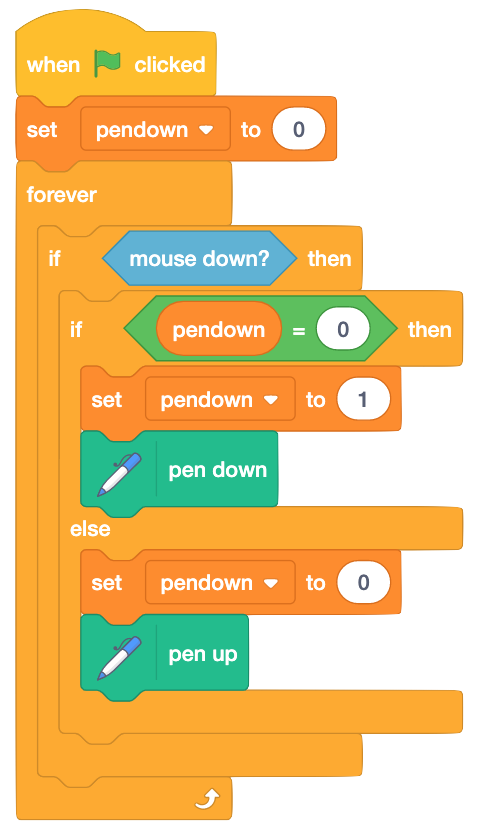 when clicked
set pendown to 0
forever
if mouse down? then
if pendown = 0 then
set pendown to 1
pen down
else
set pendown to 0
pen up